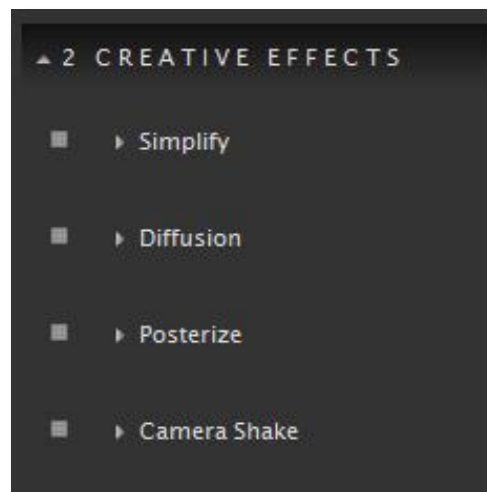 2 CREATIVE EFFECTS
Simplify
Diffusion
Posterize
Camera Shake